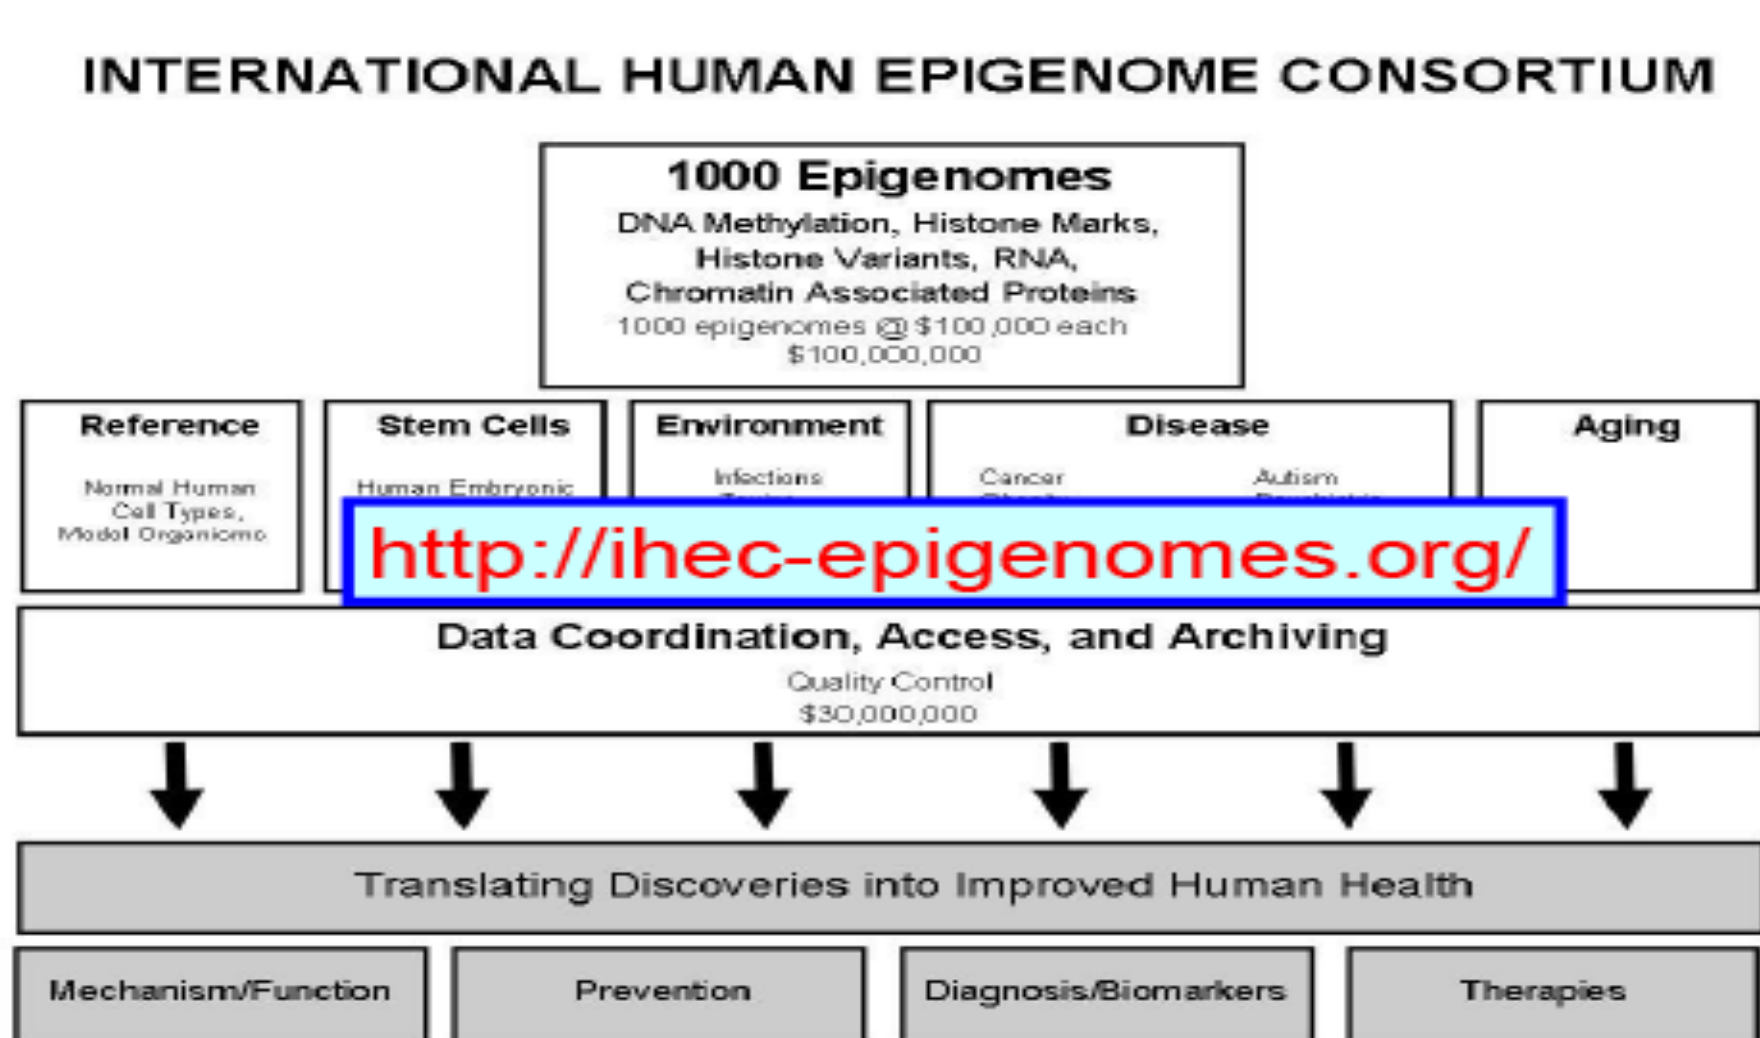 INTERNATIONAL HUMAN EPIGENOME CONSORTIUM
1000 Epigenomes
DNA Methylation, Histone Marks,
Histone Variants, RNA,
Chromatin Associated Proteins
1000 epigenomes @ $100,000 each
$100,000,000
Reference
Normal Human
Cell Types,
Model Organisms
Stem Cells
Human Embryonic
Environment
Infections
Disease
Cancer
Autism
Aging
http://ihec-epigenomes.org/
Data Coordination, Access, and Archiving
Quality Control
$30,000,000
Translating Discoveries into Improved Human Health
Mechanism/Function
Prevention
Diagnosis/Biomarkers
Therapies